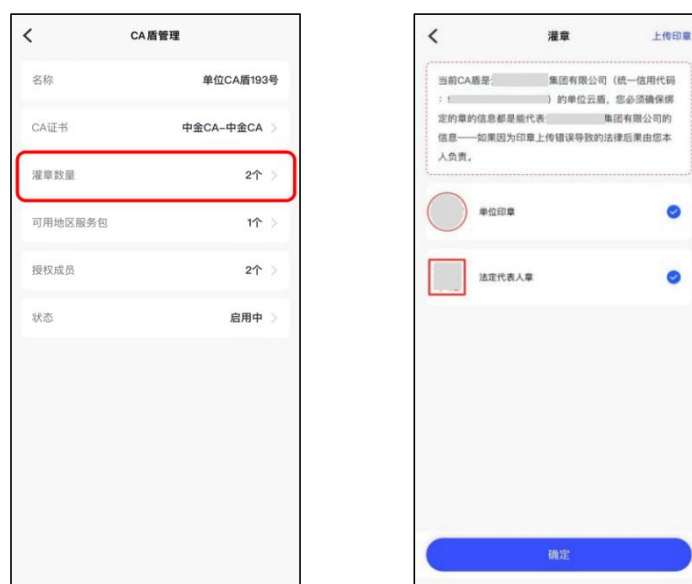 CA盾管理
名称 单位CA盾193号
CA证书 中金CA-中金CA
灌章数量 2个
可用地区服务包 1个
授权成员 2个
状态 启用中
灌章 上传印章
当前CA盾是: 集团有限公司(统一信用代码
: )的单位云盾,您必须确保绑
定的章的信息都是能代表 集团有限公司的
信息——如果因为印章上传错误导致的法律后果由您本
人负责。
单位印章
法定代表人章
确定